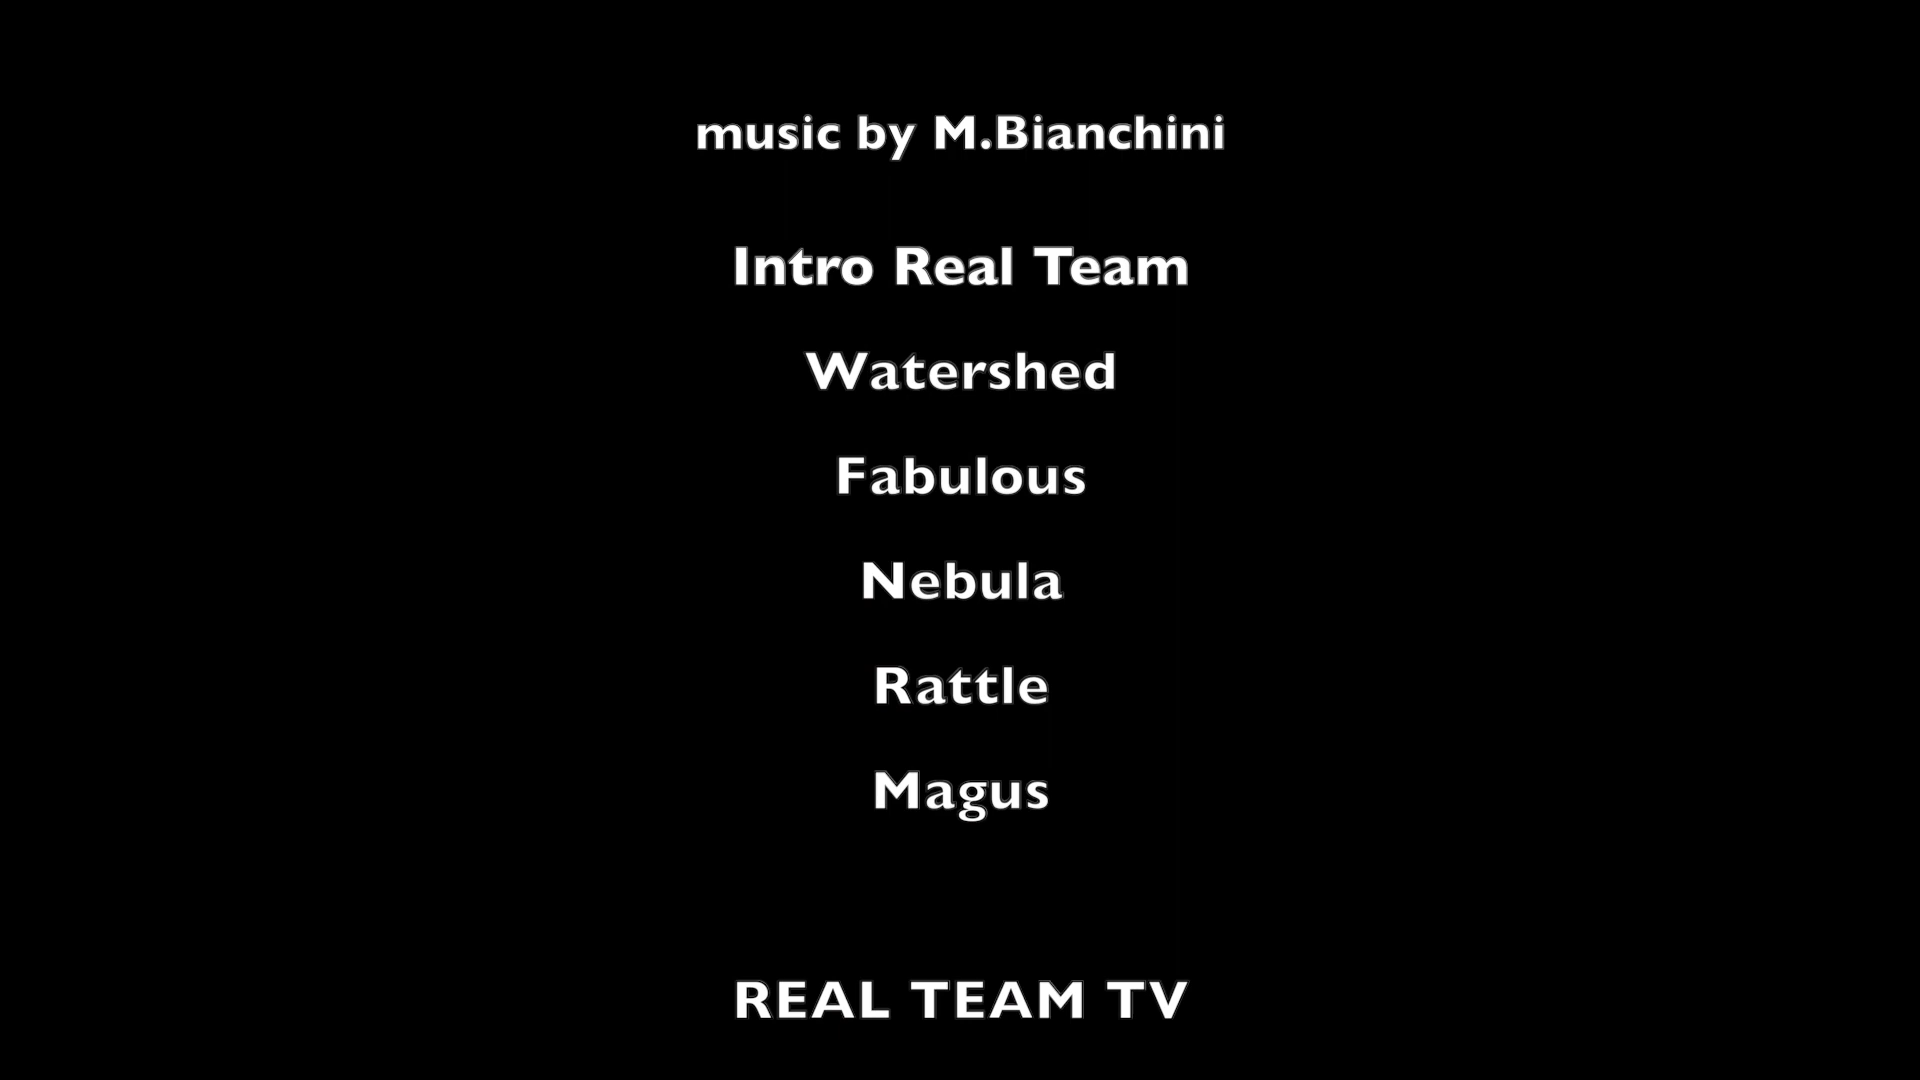 music by M.Bianchini
Intro Real Team
Watershed
Fabulous
Nebula
Rattle
Magus
REAL TEAM TV